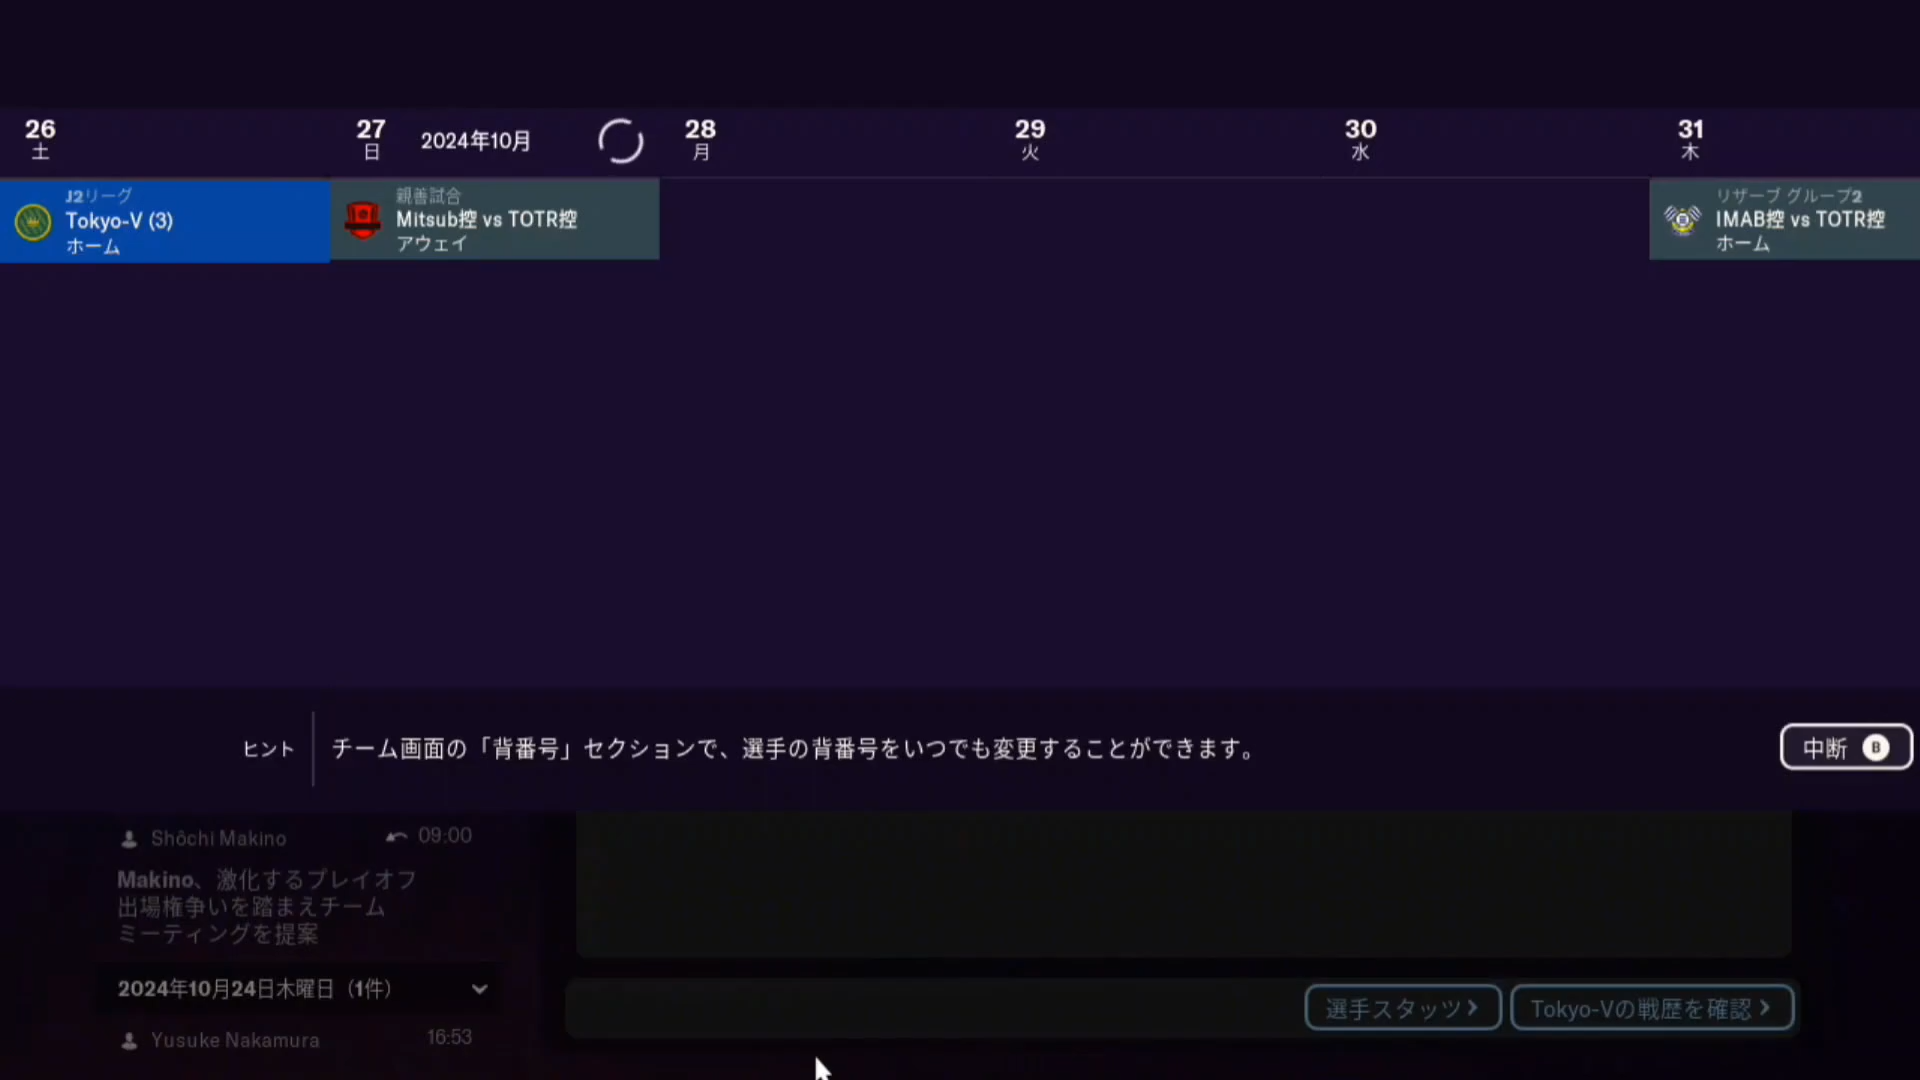 26
土
27
日
2024年10月
28
月
29
火
30
水
31
木
J2リーグ
Tokyo-V (3)
ホーム
親善試合
Mitsub控 vs TOTR控
アウェイ
リザーブ グループ2
IMAB控 vs TOTR控
ホーム
ヒント
チーム画面の「背番号」セクションで、選手の背番号をいつでも変更することができます。
中断 B
Shôchi Makino 09:00
Makino、激化するプレイオフ
出場権争いを踏まえチーム
ミーティングを提案
2024年10月24日木曜日（1件）
Yusuke Nakamura 16:53
選手スタッツ
Tokyo-Vの戦歴を確認